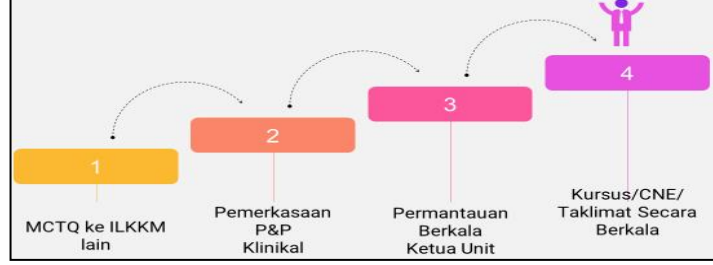 1
MCTQ ke ILKKM
lain
2
Pemerkasaan
P&P
Klinikal
3
Permantauan
Berkala
Ketua Unit
4
Kursus/CNE/
Taklimat Secara
Berkala